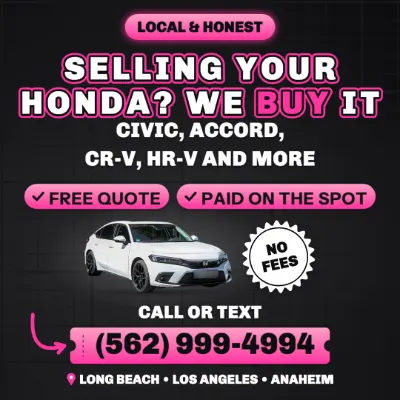 LOCAL & HONEST
SELLING YOUR
HONDA? WE BUY IT
CIVIC, ACCORD,
CR-V, HR-V AND MORE
✓ FREE QUOTE ✓ PAID ON THE SPOT
NO
FEES
CALL OR TEXT
(562) 999-4994
LONG BEACH • LOS ANGELES • ANAHEIM